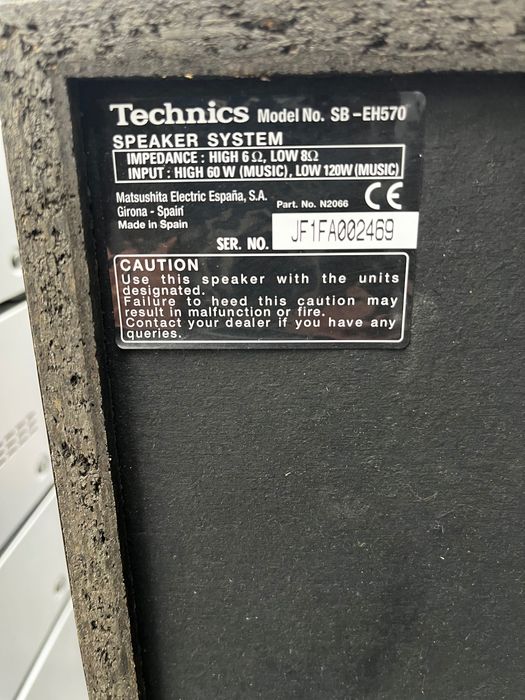 Technics Model No. SB-EH570
SPEAKER SYSTEM
IMPEDANCE : HIGH 6 Ω, LOW 8Ω
INPUT : HIGH 60 W (MUSIC), LOW 120W (MUSIC)
Matsushita Electric España, S.A.
Girona - Spain
Part. No. N2066
CE
Made in Spain
SER. NO. JF1FA002469
CAUTION
Use this speaker with the units
designated.
Failure to heed this caution may
result in malfunction or fire.
Contact your dealer if you have any
queries.